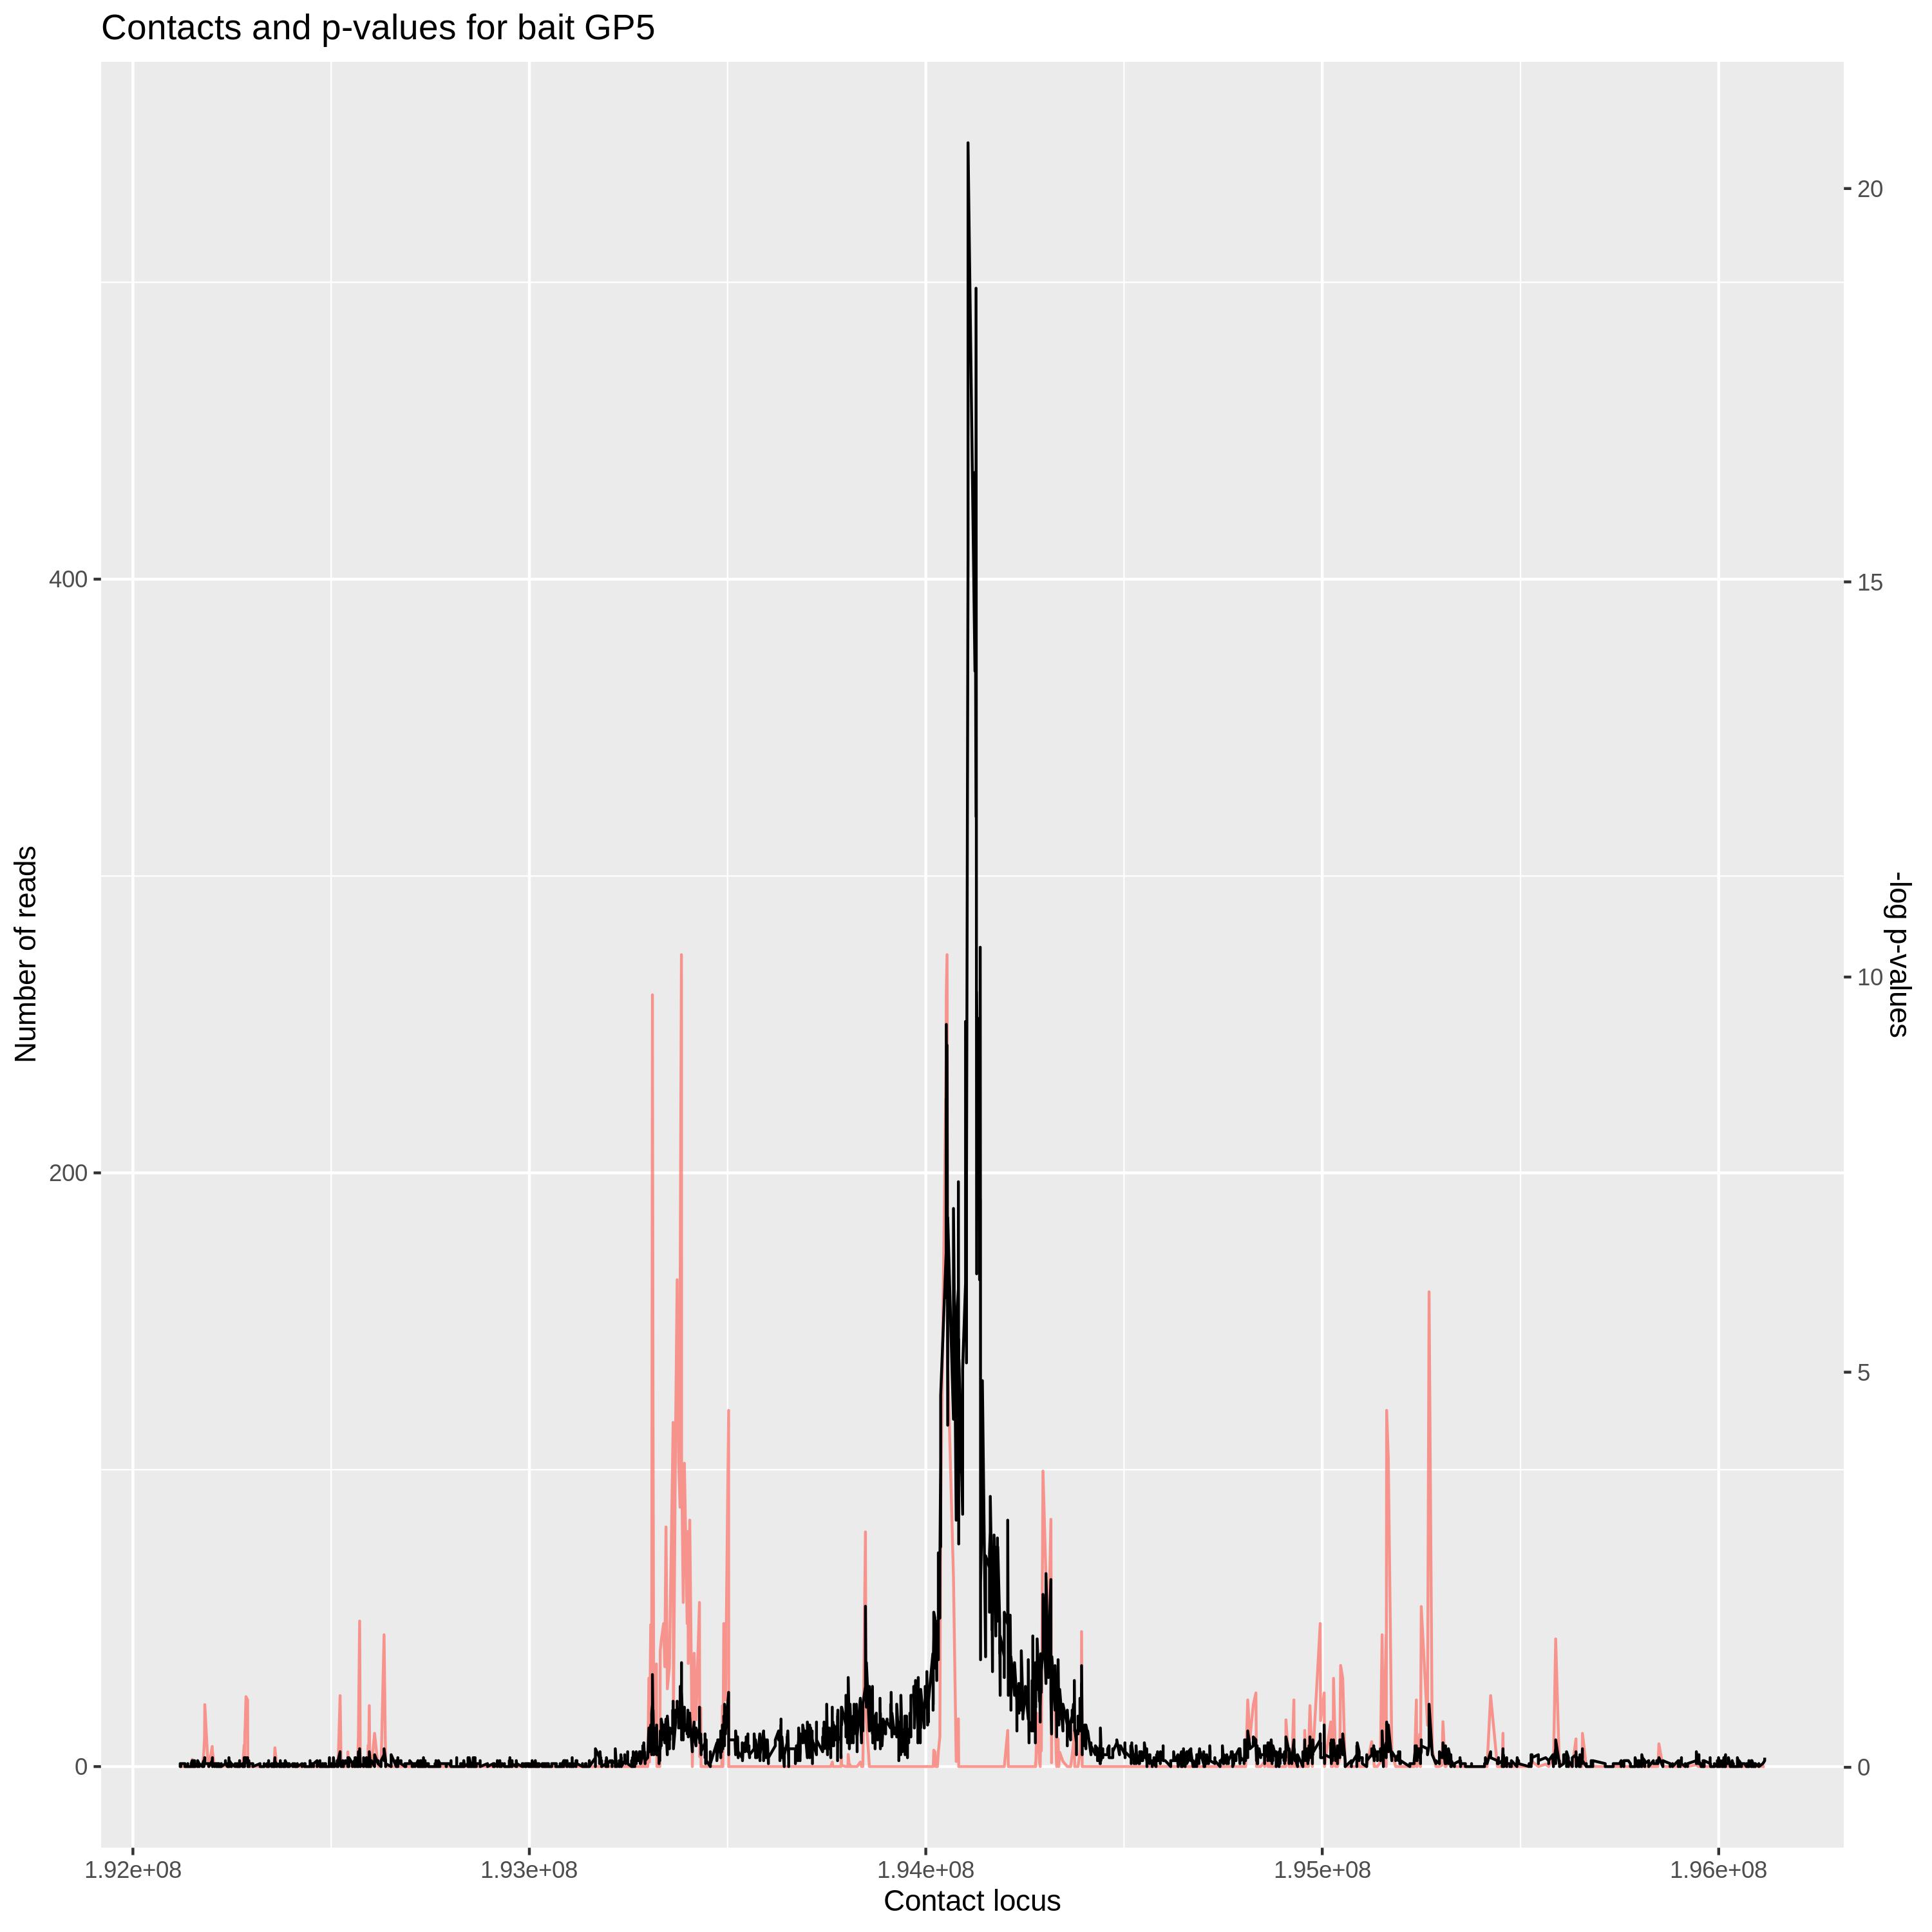 Contacts and p-values for bait GP5
Number of reads
400
200
0
20
15
10
5
0
-log p-values
1.92e+08
1.93e+08
1.94e+08
1.95e+08
1.96e+08
Contact locus